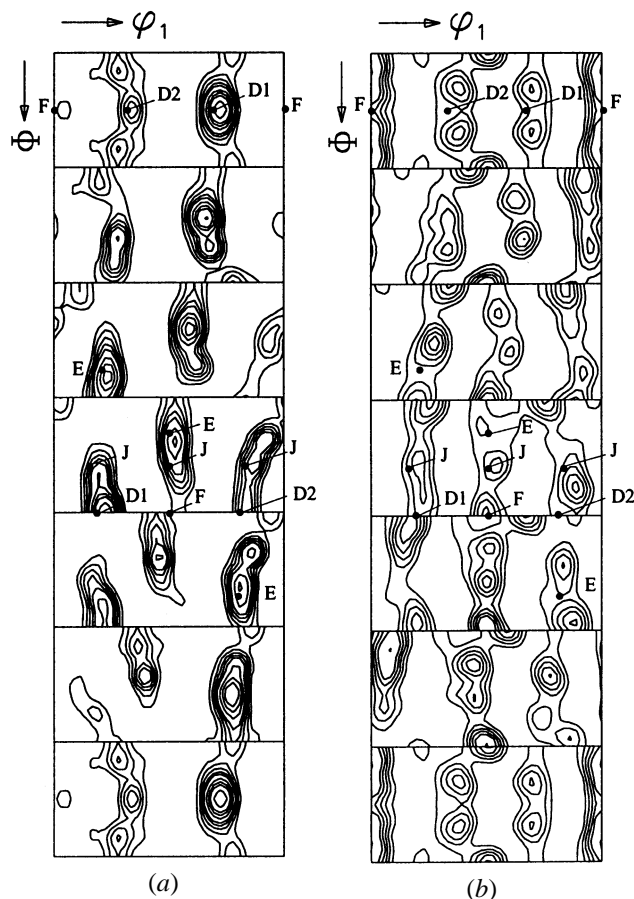 φ1 φ1
F D2 D1 F F D2 D1 F
Φ Φ
E E
E E
J J J J J J
D1 F D2 D1 F D2
E E
(a) (b)